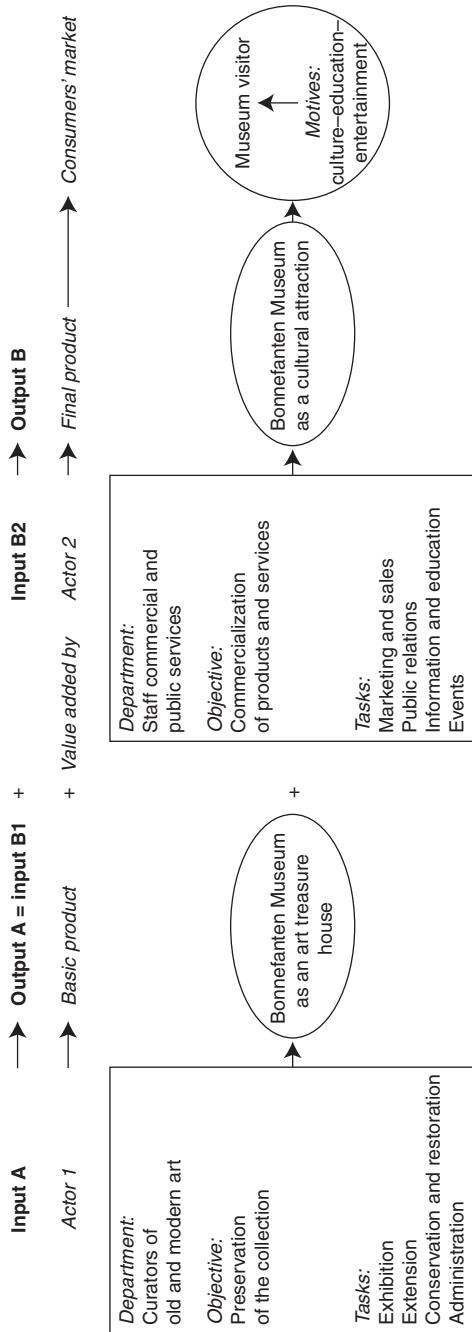 Input A → Output A = input B1 + Input B2 → Output B
Actor 1 → Basic product + Value added by Actor 2 → Final product → Consumers' market
Department:
Curators of
old and modern art
Objective:
Preservation
of the collection
Tasks:
Exhibition
Extension
Conservation and restoration
Administration
Bonnefanten Museum
as an art treasure
house
+
Department:
Staff commercial and
public services
Objective:
Commercialization
of products and services
Tasks:
Marketing and sales
Public relations
Information and education
Events
Bonnefanten Museum
as a cultural attraction
Museum visitor
Motives:
culture–education–
entertainment